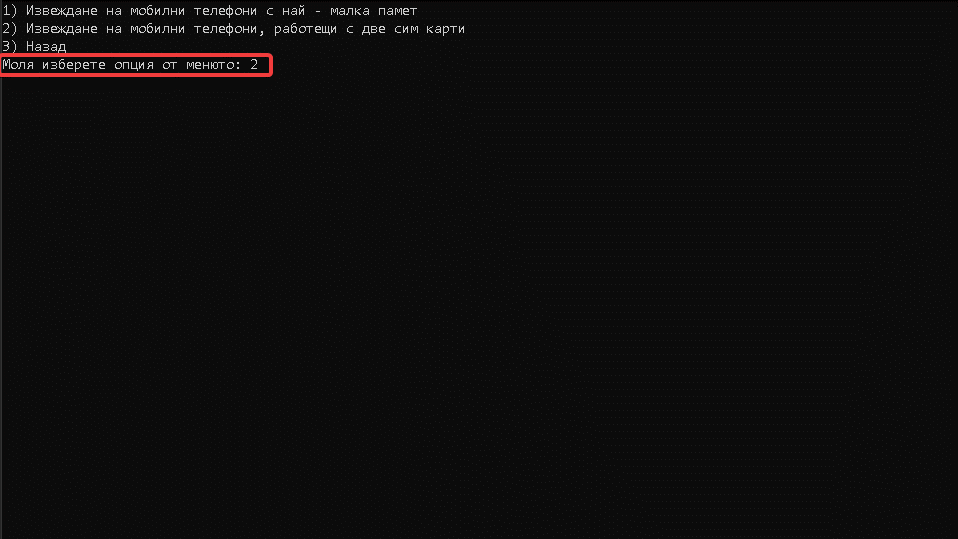 1) Извеждане на мобилни телефони с най - малка памет
2) Извеждане на мобилни телефони, работещи с две сим карти
3) Назад
Моля изберете опция от менюто: 2